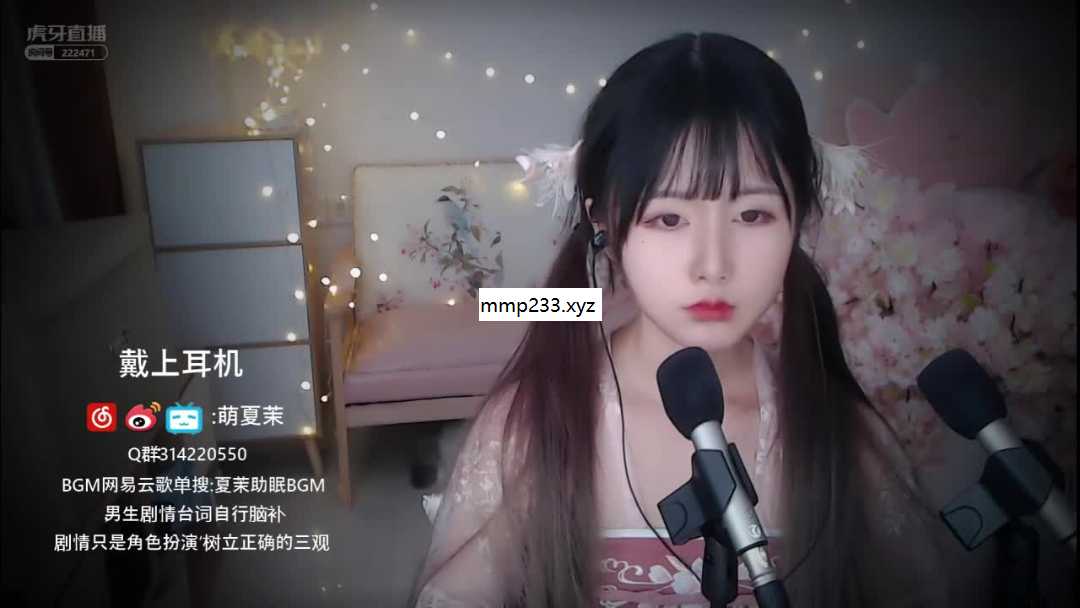 虎牙直播
房间号 222471
mmp233.xyz
戴上耳机
:萌夏茉
Q群314220550
BGM网易云歌单搜:夏茉助眠BGM
男生剧情台词自行脑补
剧情只是角色扮演‘树立正确的三观